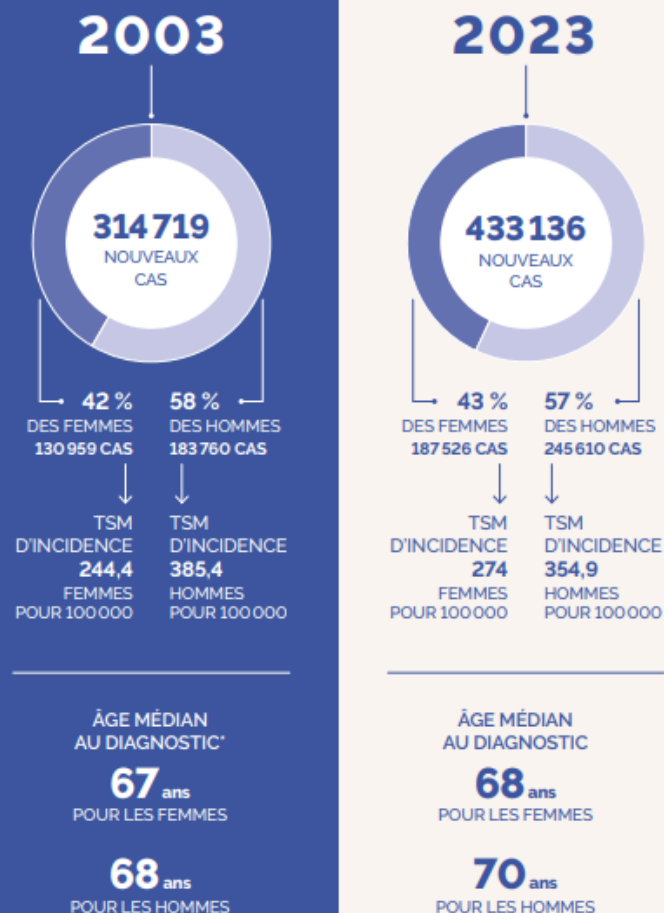 2003
314 719
NOUVEAUX
CAS
42 %
DES FEMMES
130 959 CAS
58 %
DES HOMMES
183 760 CAS
TSM
D'INCIDENCE
244,4
FEMMES
POUR 100 000
TSM
D'INCIDENCE
385,4
HOMMES
POUR 100 000
ÂGE MÉDIAN
AU DIAGNOSTIC*
67 ans
POUR LES FEMMES
68 ans
POUR LES HOMMES
2023
433 136
NOUVEAUX
CAS
43 %
DES FEMMES
187 526 CAS
57 %
DES HOMMES
245 610 CAS
TSM
D'INCIDENCE
274
FEMMES
POUR 100 000
TSM
D'INCIDENCE
354,9
HOMMES
POUR 100 000
ÂGE MÉDIAN
AU DIAGNOSTIC
68 ans
POUR LES FEMMES
70 ans
POUR LES HOMMES